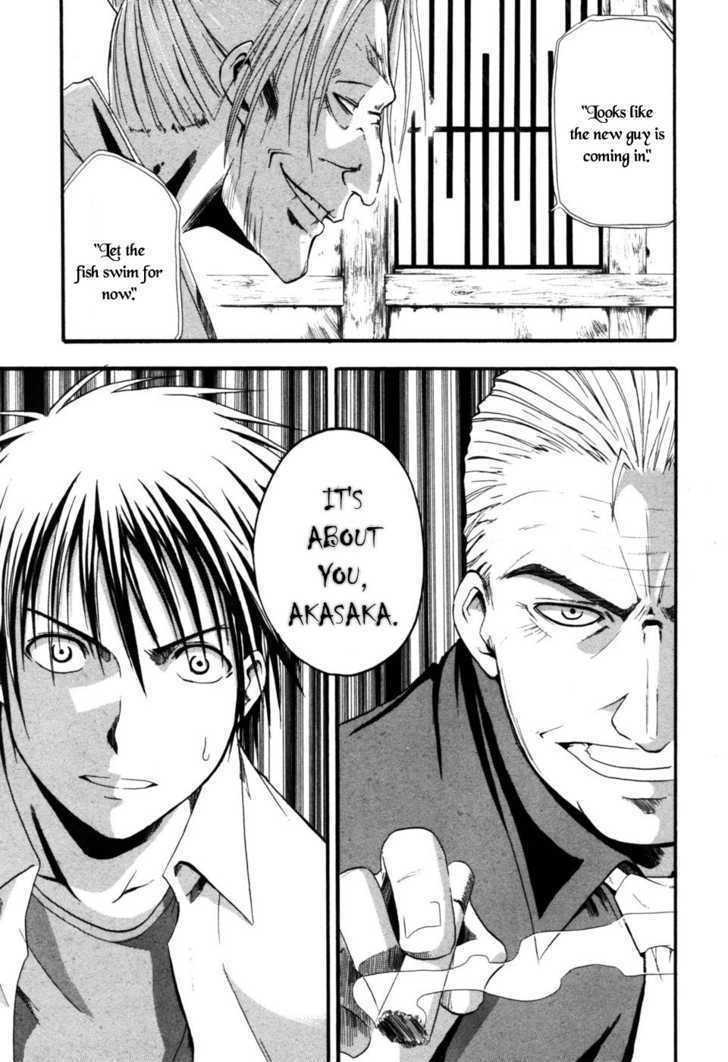 "Looks like
the new guy is
coming in."
"Let the
fish swim for
now."
IT'S
ABOUT
YOU,
AKASAKA.